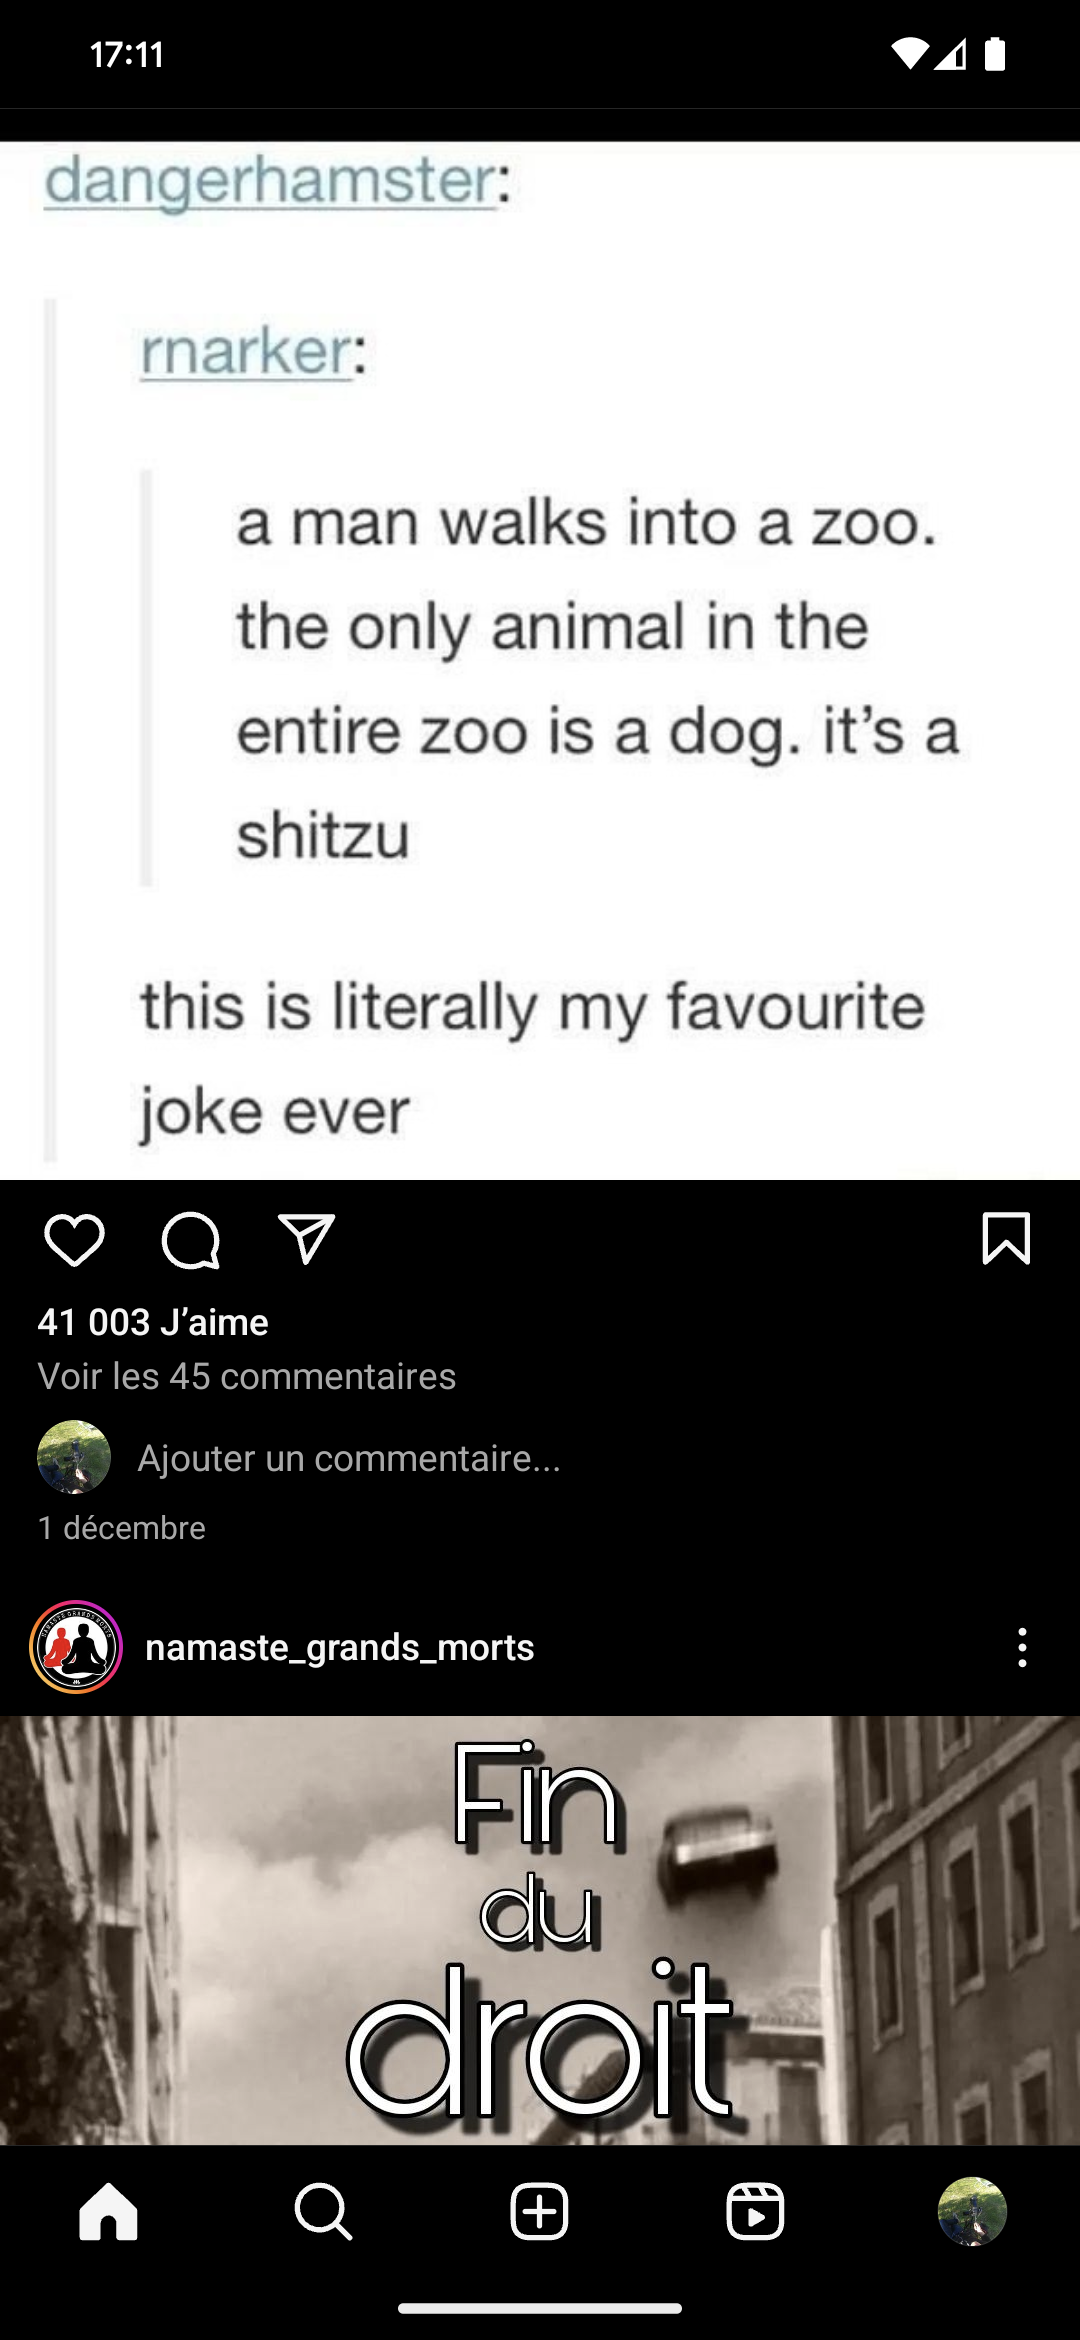 17:11
dangerhamster:
rnarker:
a man walks into a zoo.
the only animal in the
entire zoo is a dog. it’s a
shitzu
this is literally my favourite
joke ever
41 003 J’aime
Voir les 45 commentaires
Ajouter un commentaire...
1 décembre
namaste_grands_morts
Fin
du
droit